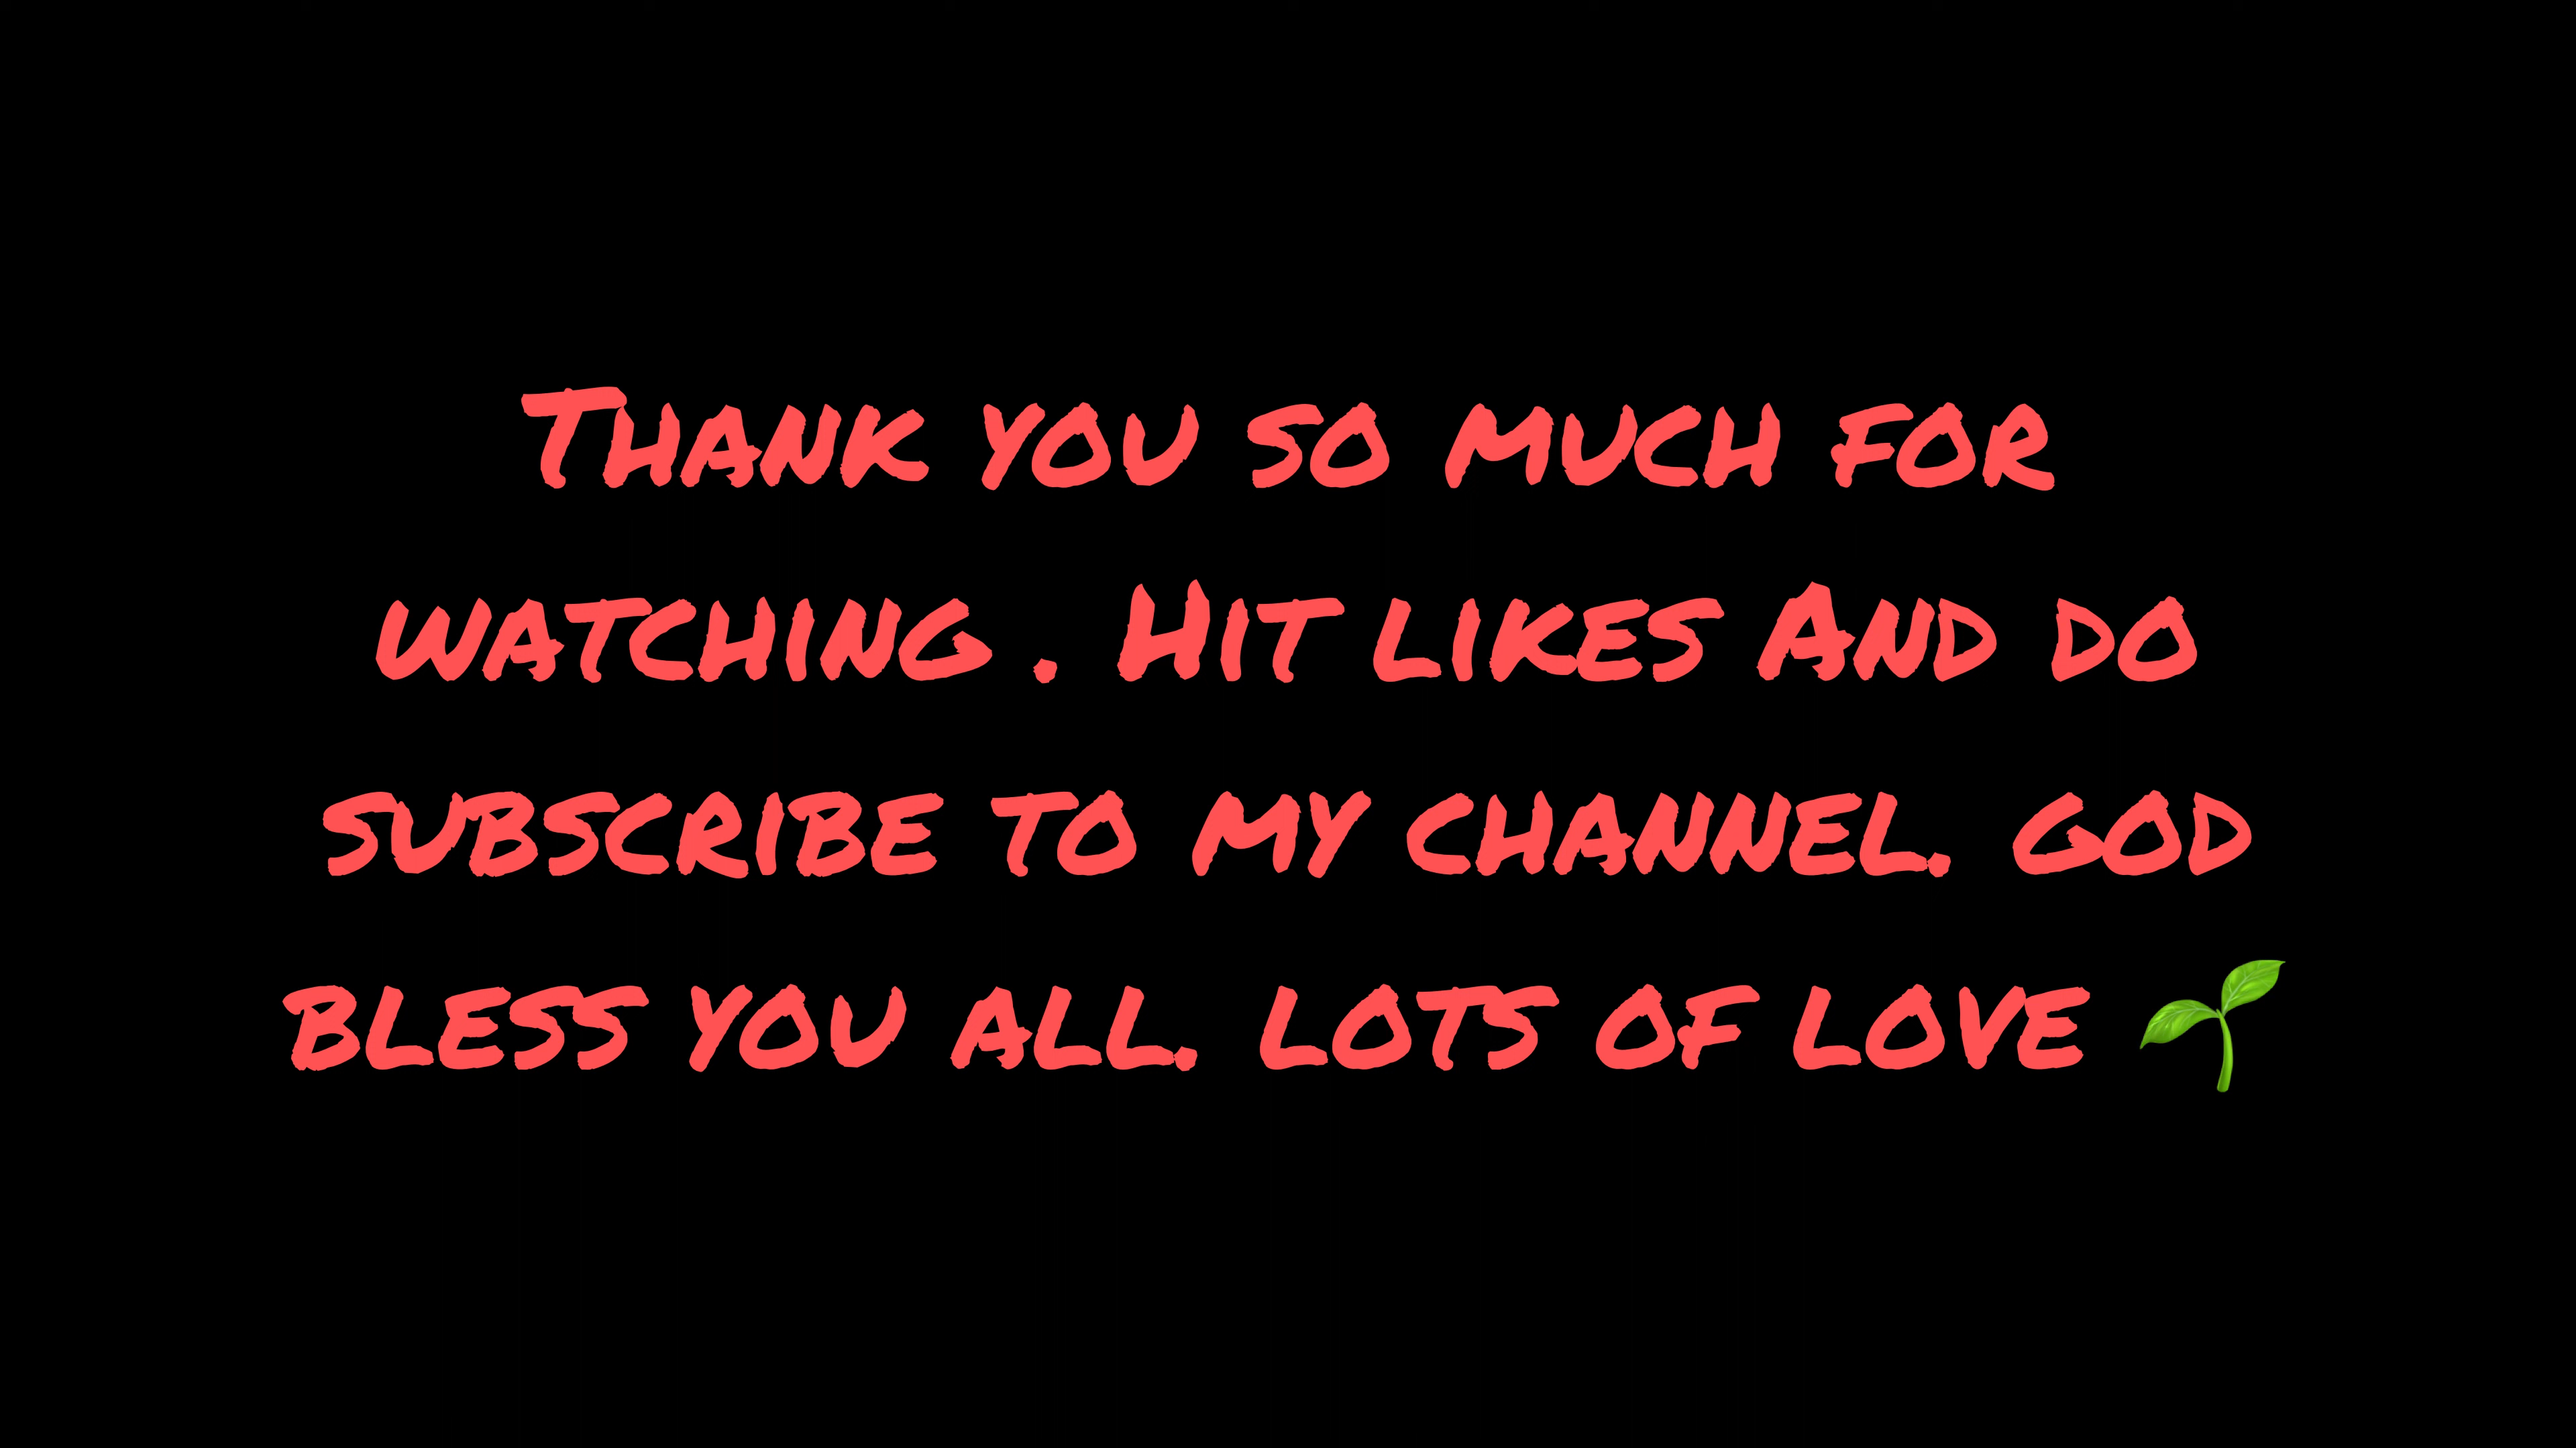 Thank you so much for
watching . Hit likes And do
subscribe to my channel. god
bless you all. lots of love 🌱